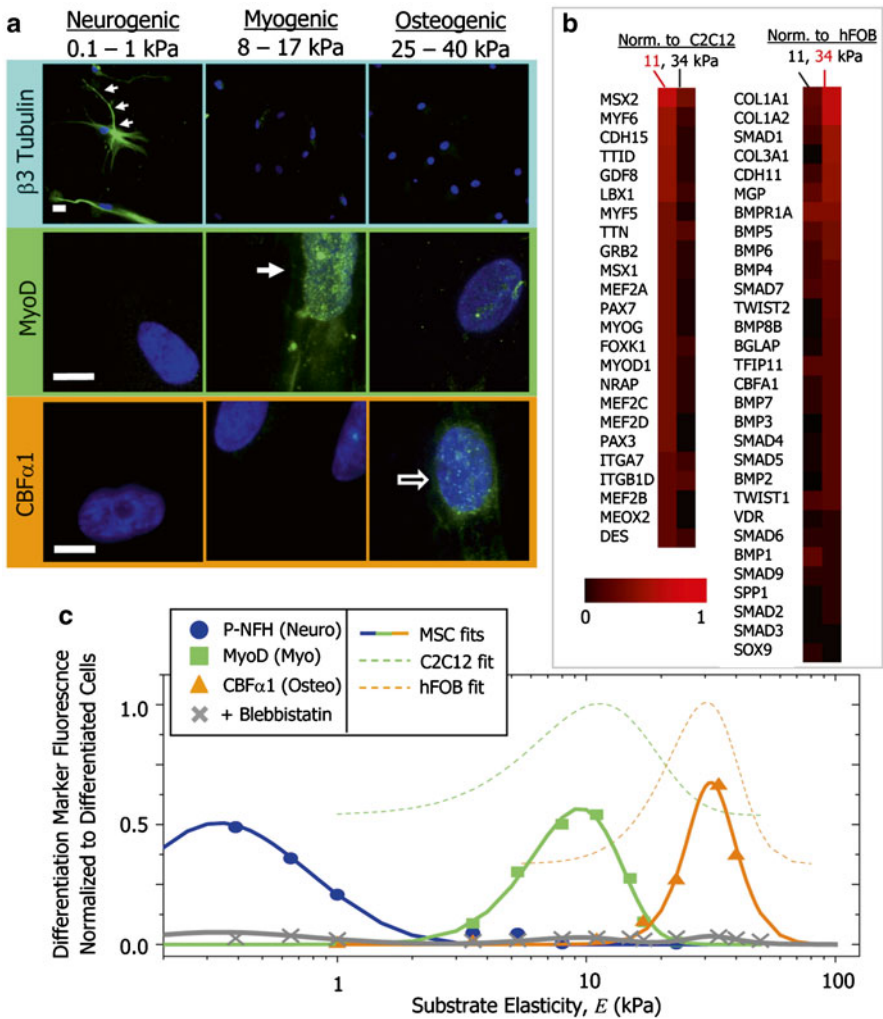 a
Neurogenic
0.1 – 1 kPa
Myogenic
8 – 17 kPa
Osteogenic
25 – 40 kPa
β3 Tubulin
MyoD
CBFα1
b
Norm. to C2C12
11, 34 kPa
MSX2
MYF6
CDH15
TTID
GDF8
LBX1
MYF5
TTN
GRB2
MSX1
MEF2A
PAX7
MYOG
FOXK1
MYOD1
NRAP
MEF2C
MEF2D
PAX3
ITGA7
ITGB1D
MEF2B
MEOX2
DES
0
1
Norm. to hFOB
11, 34 kPa
COL1A1
COL1A2
SMAD1
COL3A1
CDH11
MGP
BMPR1A
BMP5
BMP6
BMP4
SMAD7
TWIST2
BMP8B
BGLAP
TFIP11
CBFA1
BMP7
BMP3
SMAD4
SMAD5
BMP2
TWIST1
VDR
SMAD6
BMP1
SMAD9
SPP1
SMAD2
SMAD3
SOX9
c
P-NFH (Neuro)
MyoD (Myo)
CBFα1 (Osteo)
+ Blebbistatin
MSC fits
C2C12 fit
hFOB fit
Differentiation Marker Fluorescnce
Normalized to Differentiated Cells
1.0
0.5
0.0
1
10
100
Substrate Elasticity, E (kPa)